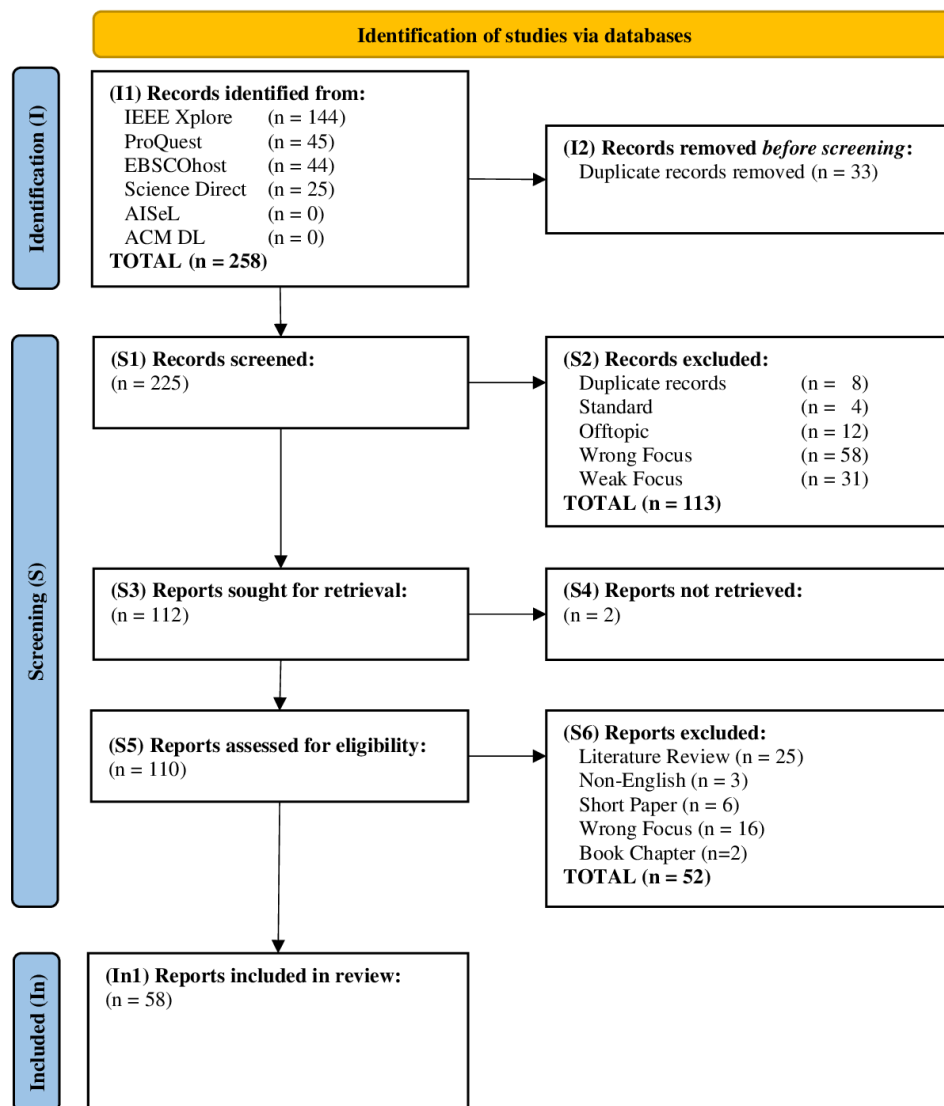 Identification of studies via databases
Identification (I)
(I1) Records identified from:
IEEE Xplore (n = 144)
ProQuest (n = 45)
EBSCOhost (n = 44)
Science Direct (n = 25)
AISeL (n = 0)
ACM DL (n = 0)
TOTAL (n = 258)
(I2) Records removed before screening:
Duplicate records removed (n = 33)
Screening (S)
(S1) Records screened:
(n = 225)
(S2) Records excluded:
Duplicate records (n = 8)
Standard (n = 4)
Offtopic (n = 12)
Wrong Focus (n = 58)
Weak Focus (n = 31)
TOTAL (n = 113)
(S3) Reports sought for retrieval:
(n = 112)
(S4) Reports not retrieved:
(n = 2)
(S5) Reports assessed for eligibility:
(n = 110)
(S6) Reports excluded:
Literature Review (n = 25)
Non-English (n = 3)
Short Paper (n = 6)
Wrong Focus (n = 16)
Book Chapter (n=2)
TOTAL (n = 52)
Included (In)
(In1) Reports included in review:
(n = 58)